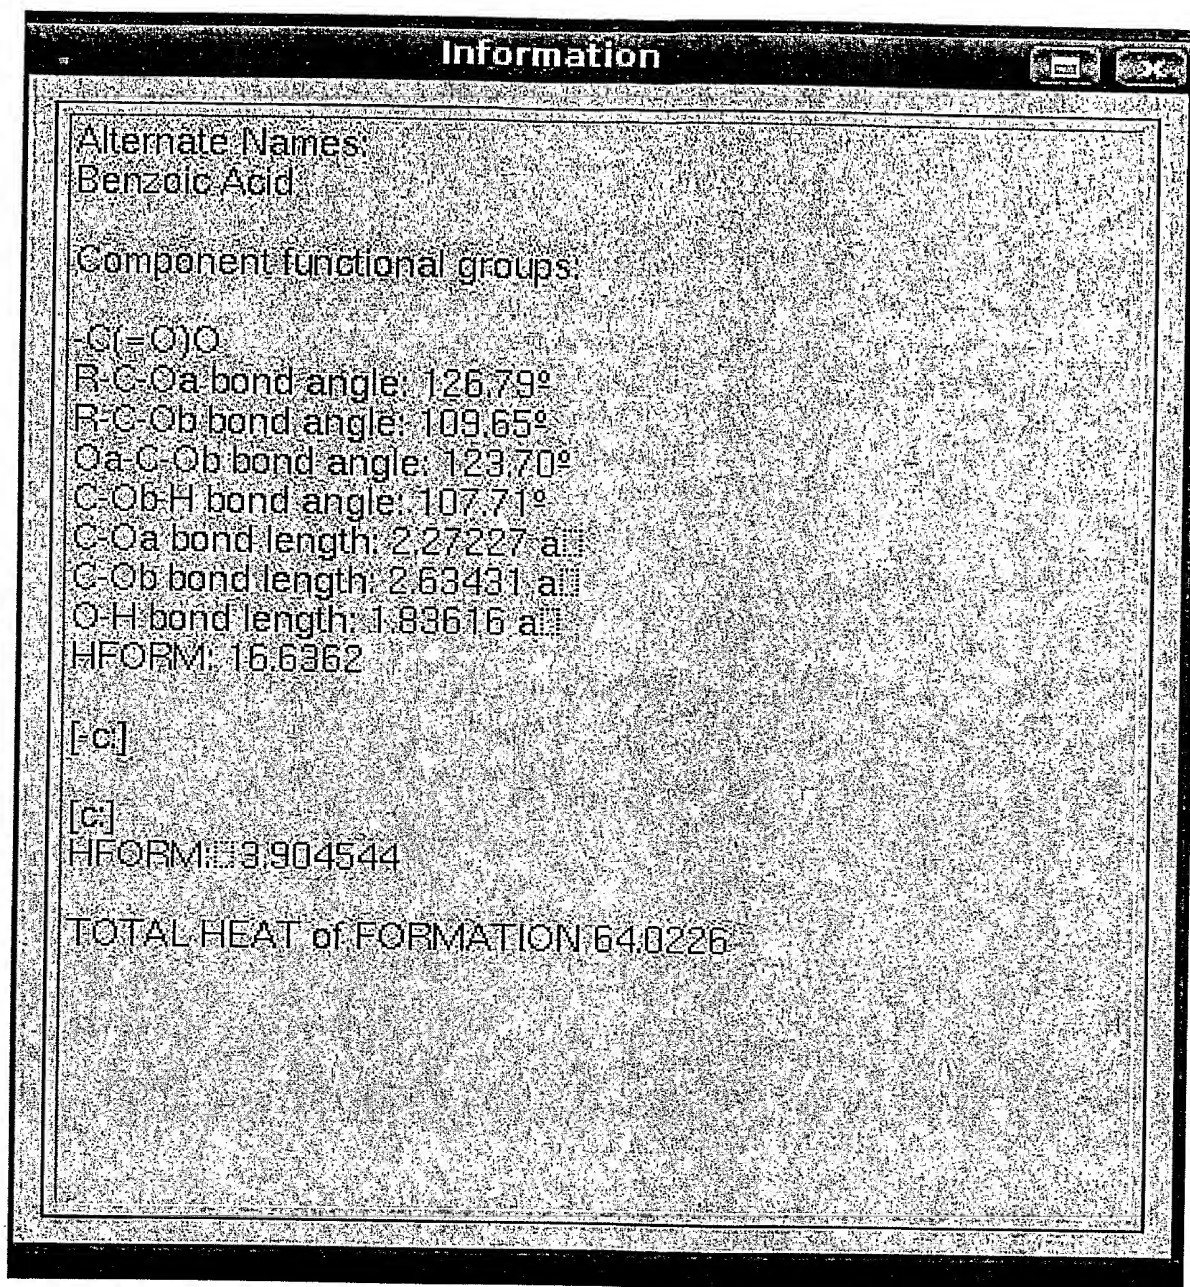 Information
Alternate Names:
Benzoic Acid
Component functional groups:
-C(=O)O
R-C-Oa bond angle: 126.79º
R-C-Ob bond angle: 109.65º
Oa-C-Ob bond angle: 123.70º
C-Ob-H bond angle: 107.71º
C-Oa bond length: 2.27227 a
C-Ob bond length: 2.63431 a
O-H bond length: 1.83616 a
HFORM: 16.6362
[-c:]
[c:]
HFORM: 3.904544
TOTAL HEAT of FORMATION 64.0226